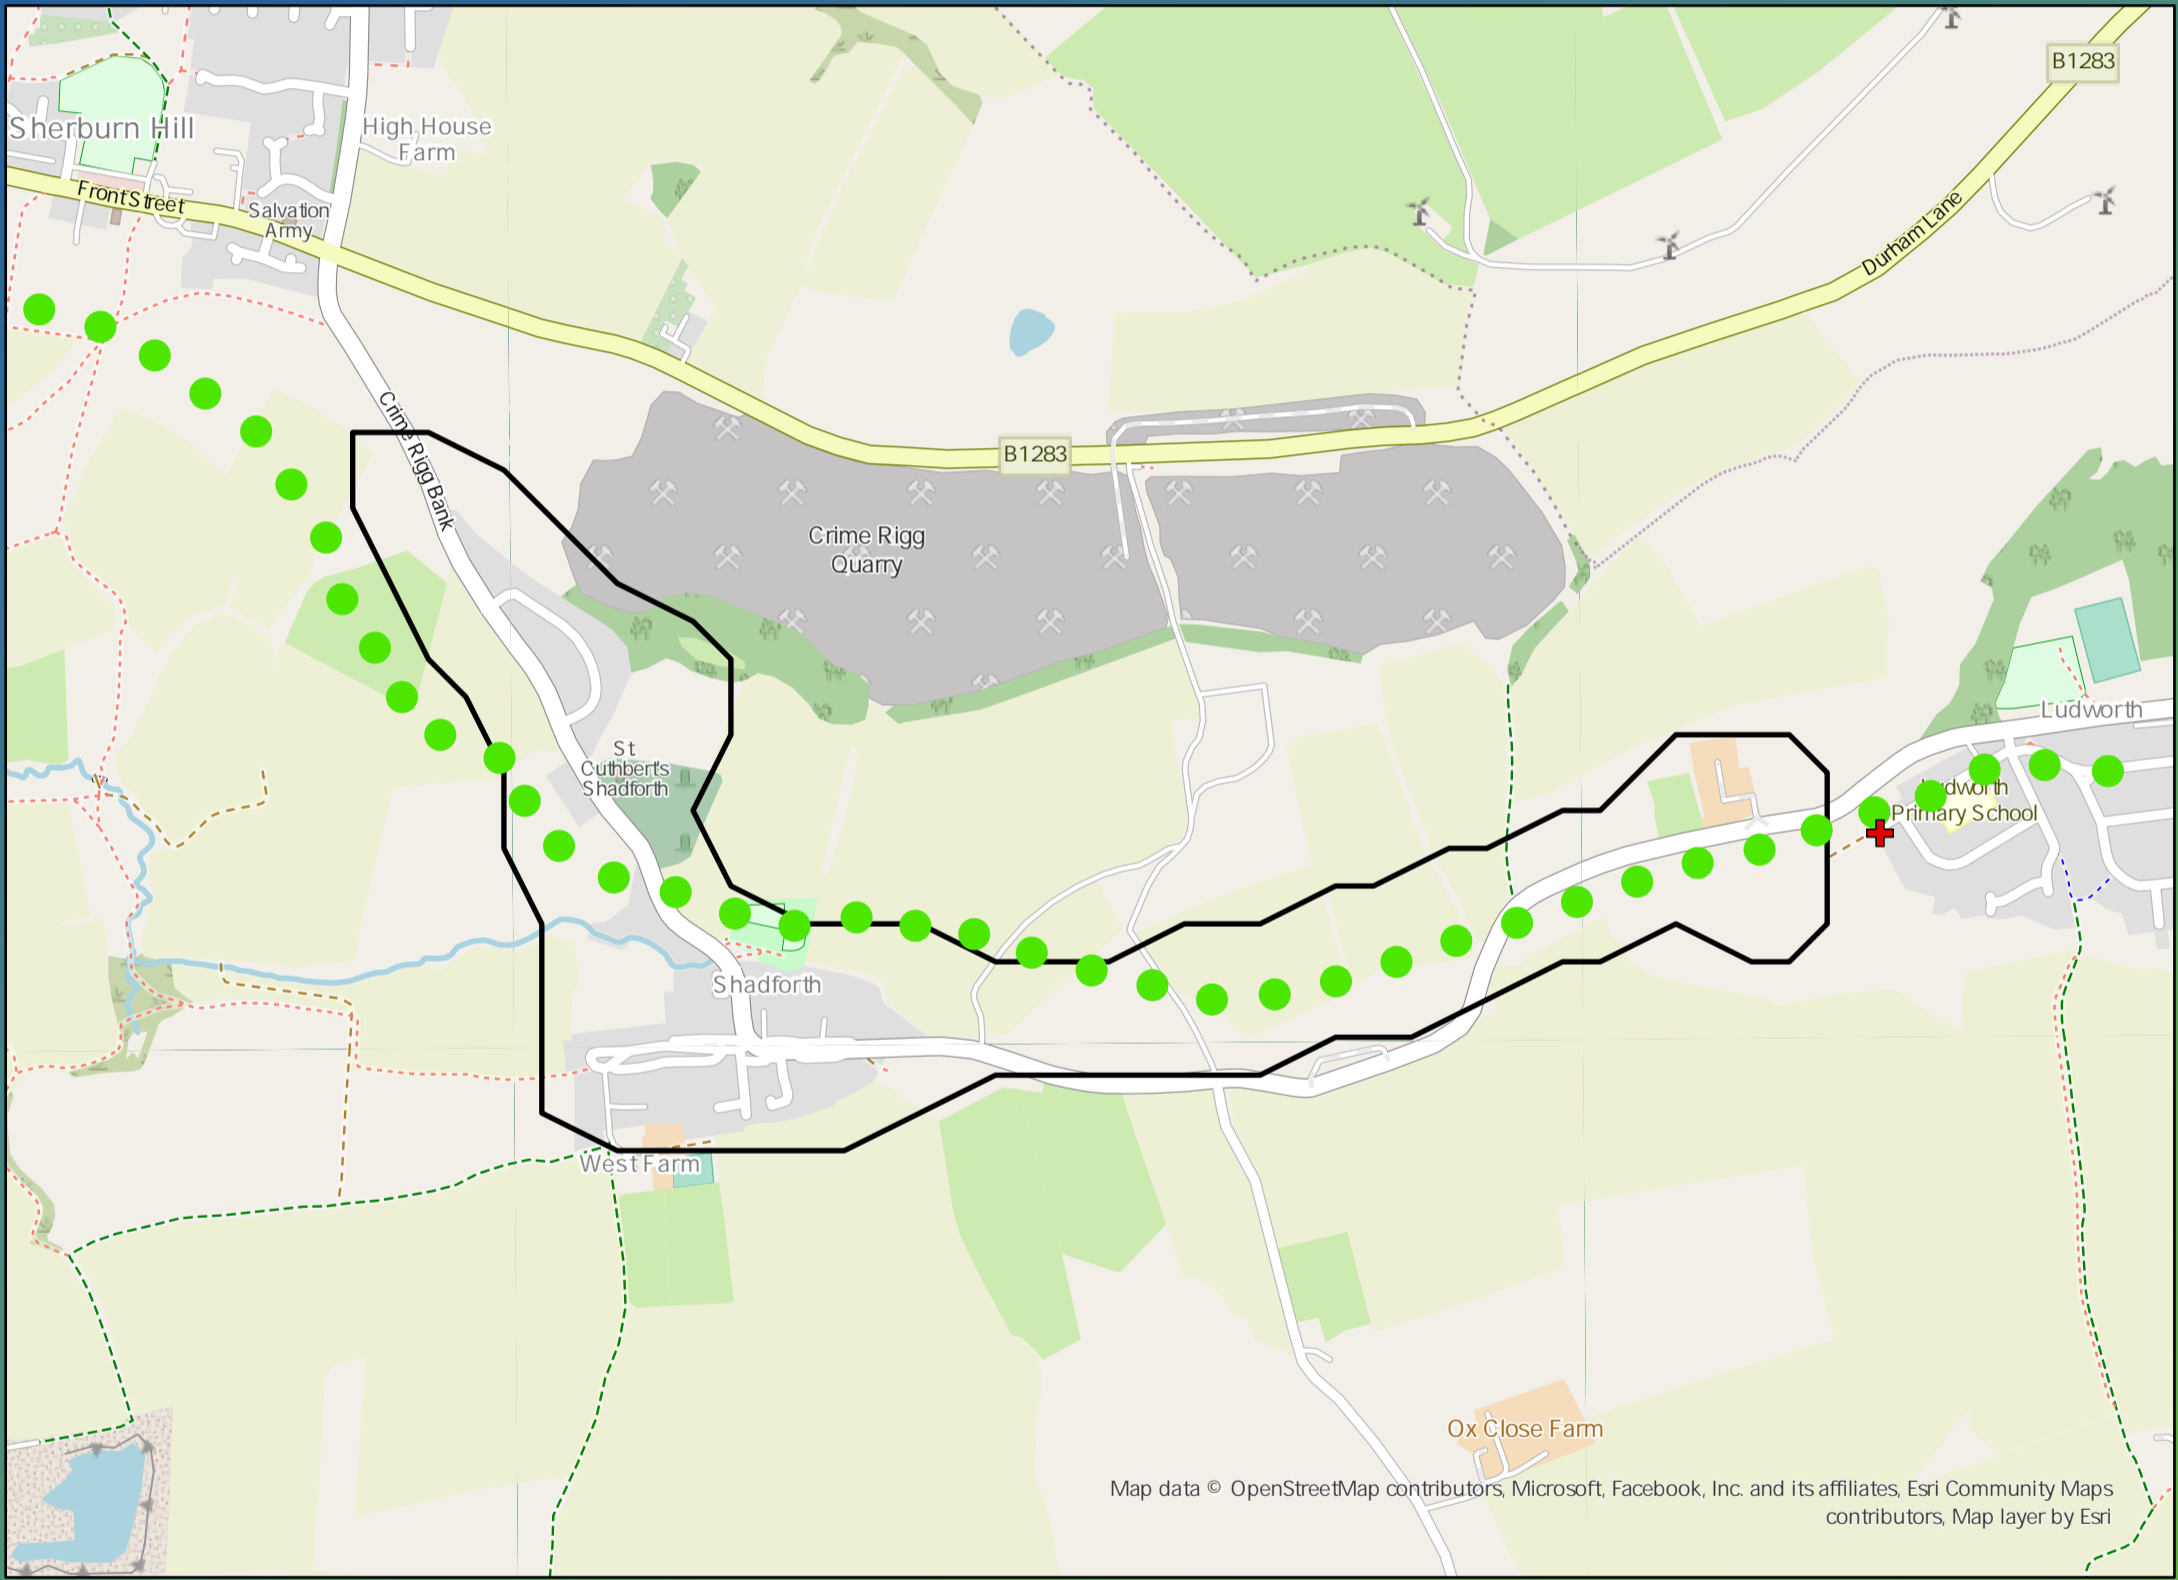 B1283
Sherburn Hill
High House
Farm
Front Street
Salvation
Army
Durham Lane
Crime Rigg Bank
B1283
Crime Rigg
Quarry
St
Cuthbert's
Shadforth
Ludworth
Primary School
Ludworth
Shadforth
West Farm
Ox Close Farm
Map data © OpenStreetMap contributors, Microsoft, Facebook, Inc. and its affiliates, Esri Community Maps
contributors, Map layer by Esri